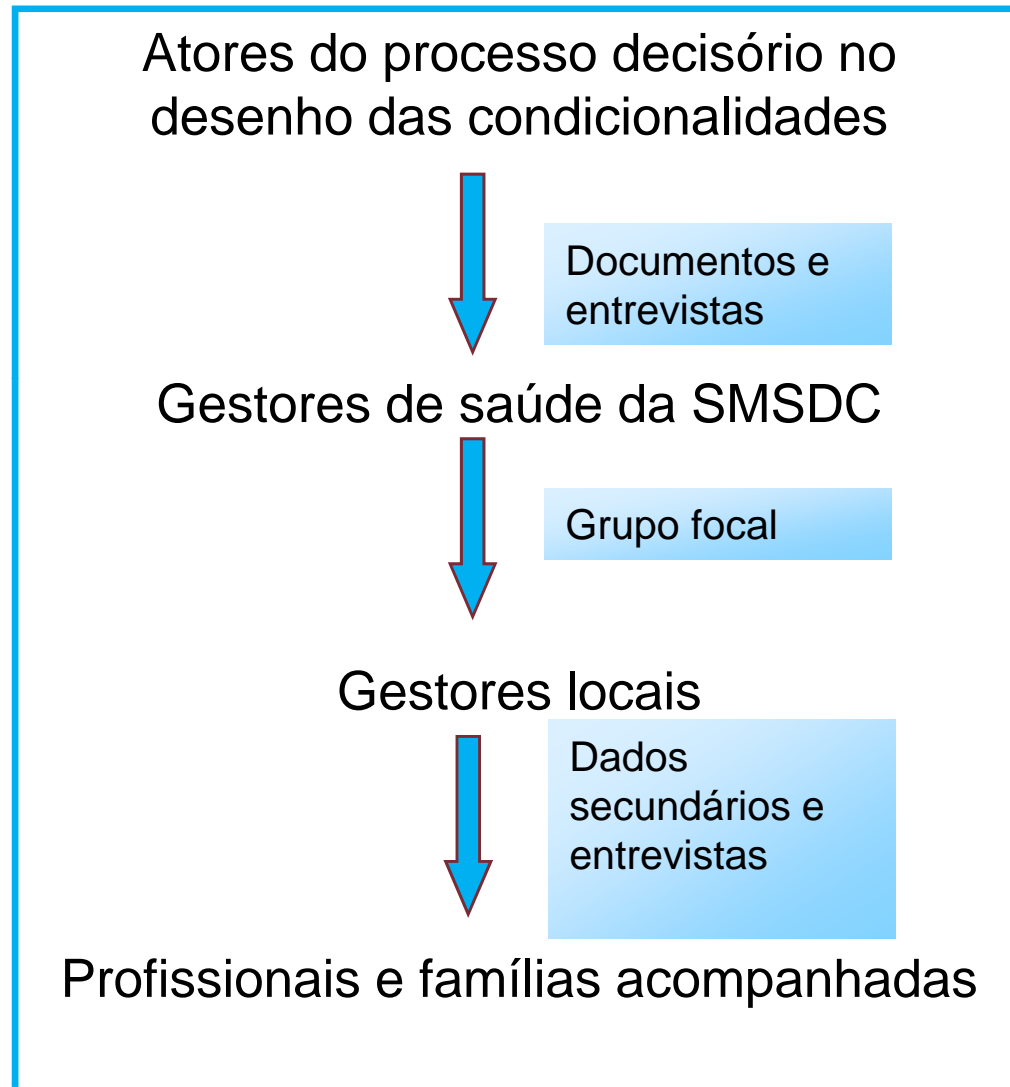 Atores do processo decisório no
desenho das condicionalidades
Documentos e
entrevistas
Gestores de saúde da SMSDC
Grupo focal
Gestores locais
Dados
secundários e
entrevistas
Profissionais e famílias acompanhadas